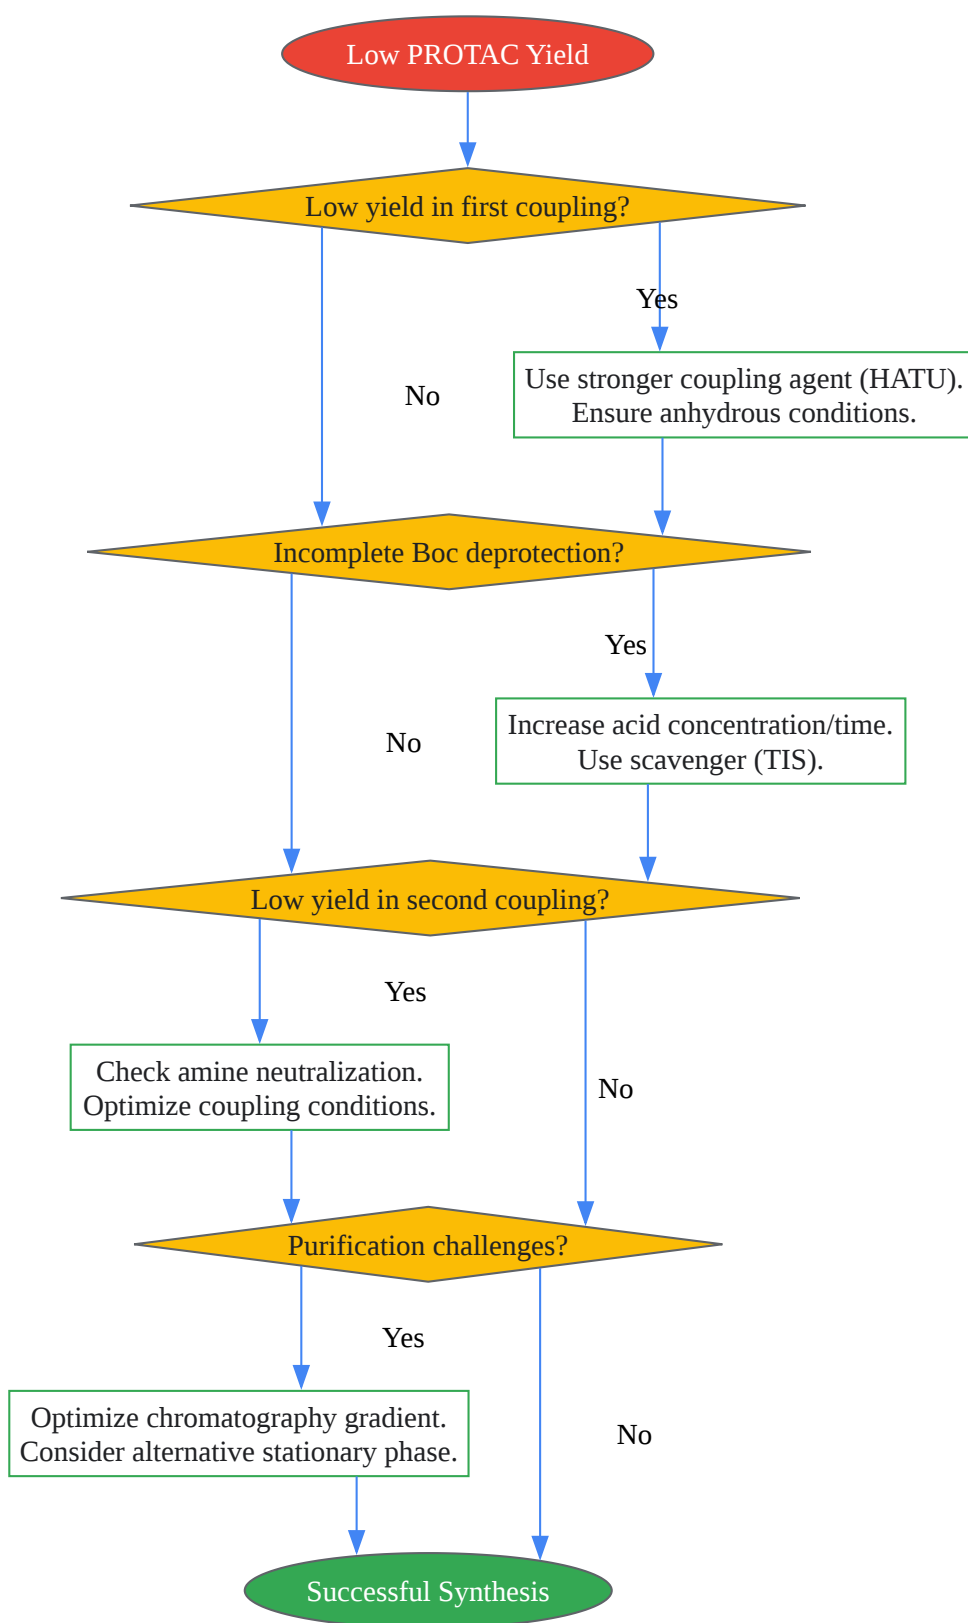 Low PROTAC Yield
Low yield in first coupling?
Yes
Use stronger coupling agent (HATU).
Ensure anhydrous conditions.
No
Incomplete Boc deprotection?
Yes
Increase acid concentration/time.
Use scavenger (TIS).
No
Low yield in second coupling?
Yes
Check amine neutralization.
Optimize coupling conditions.
No
Purification challenges?
Yes
Optimize chromatography gradient.
Consider alternative stationary phase.
No
Successful Synthesis